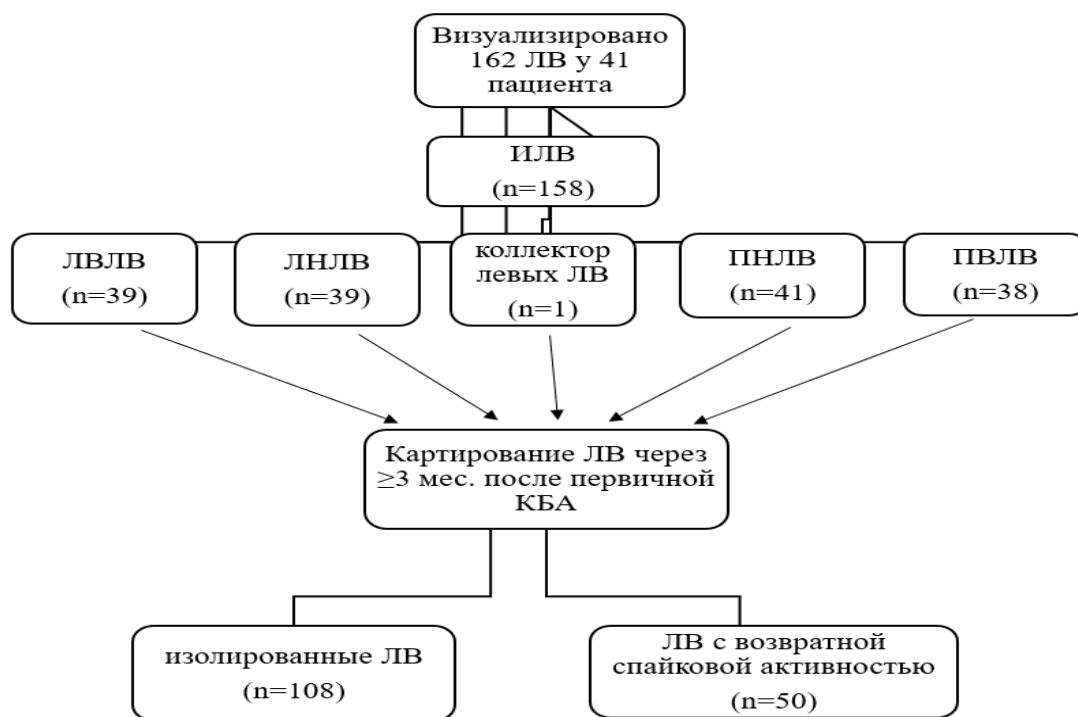 Визуализировано
162 ЛВ у 41
пациента
ИЛВ
(n=158)
ЛВЛВ
(n=39)
ЛНЛВ
(n=39)
коллектор
левых ЛВ
(n=1)
ПНЛВ
(n=41)
ПВЛВ
(n=38)
Картирование ЛВ через
≥3 мес. после первичной
КБА
изолированные ЛВ
(n=108)
ЛВ с возвратной
спайковой активностью
(n=50)